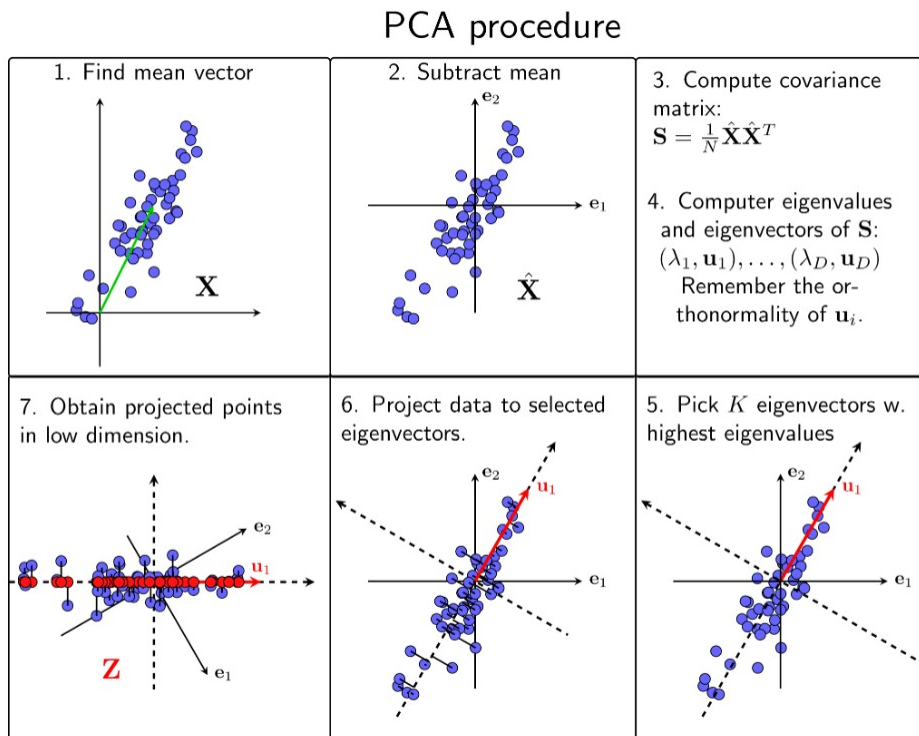 PCA procedure
1. Find mean vector
X
2. Subtract mean
e₂
e₁
X̂
3. Compute covariance
matrix:
S = 1/N X̂X̂ᵀ
4. Computer eigenvalues
and eigenvectors of S:
(λ₁, u₁), . . . , (λ_D, u_D)
Remember the or-
thonormality of uᵢ.
7. Obtain projected points
in low dimension.
e₂
u₁
Z
e₁
6. Project data to selected
eigenvectors.
e₂
u₁
e₁
5. Pick K eigenvectors w.
highest eigenvalues
e₂
u₁
e₁